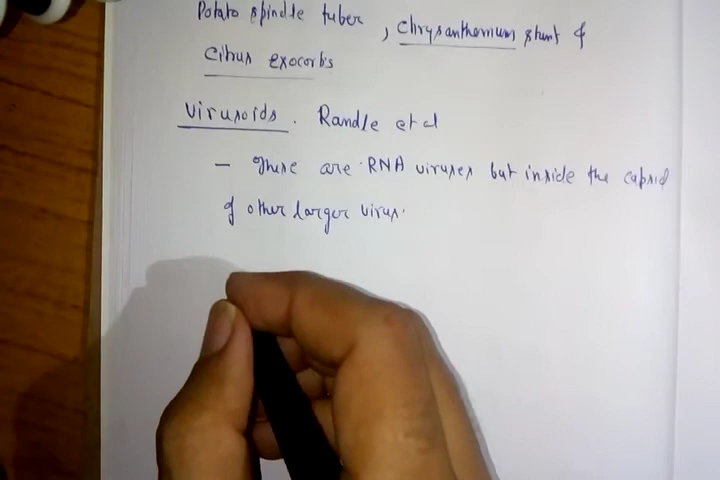 Potato spindle tuber, Chrysanthemum stunt &
Citrus exocorbis
Virusoids. Randle et al
- These are RNA viruses but inside the capsid
of other larger virus.